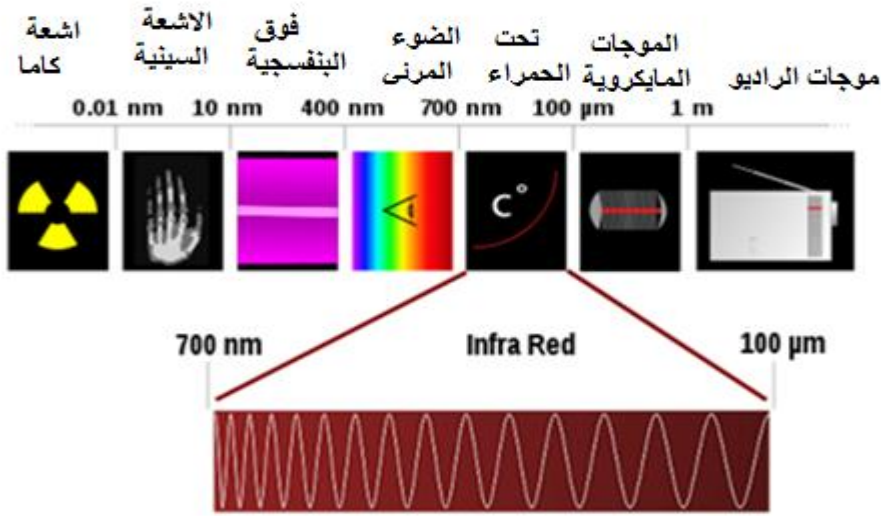 اشعة
كاما
الاشعة
السينية
فوق
البنفسجية
الضوء
المرئي
تحت
الحمراء
الموجات
المايكروية
موجات الراديو
0.01 nm
10 nm
400 nm
700 nm
100 µm
1 m
C°
700 nm
Infra Red
100 µm